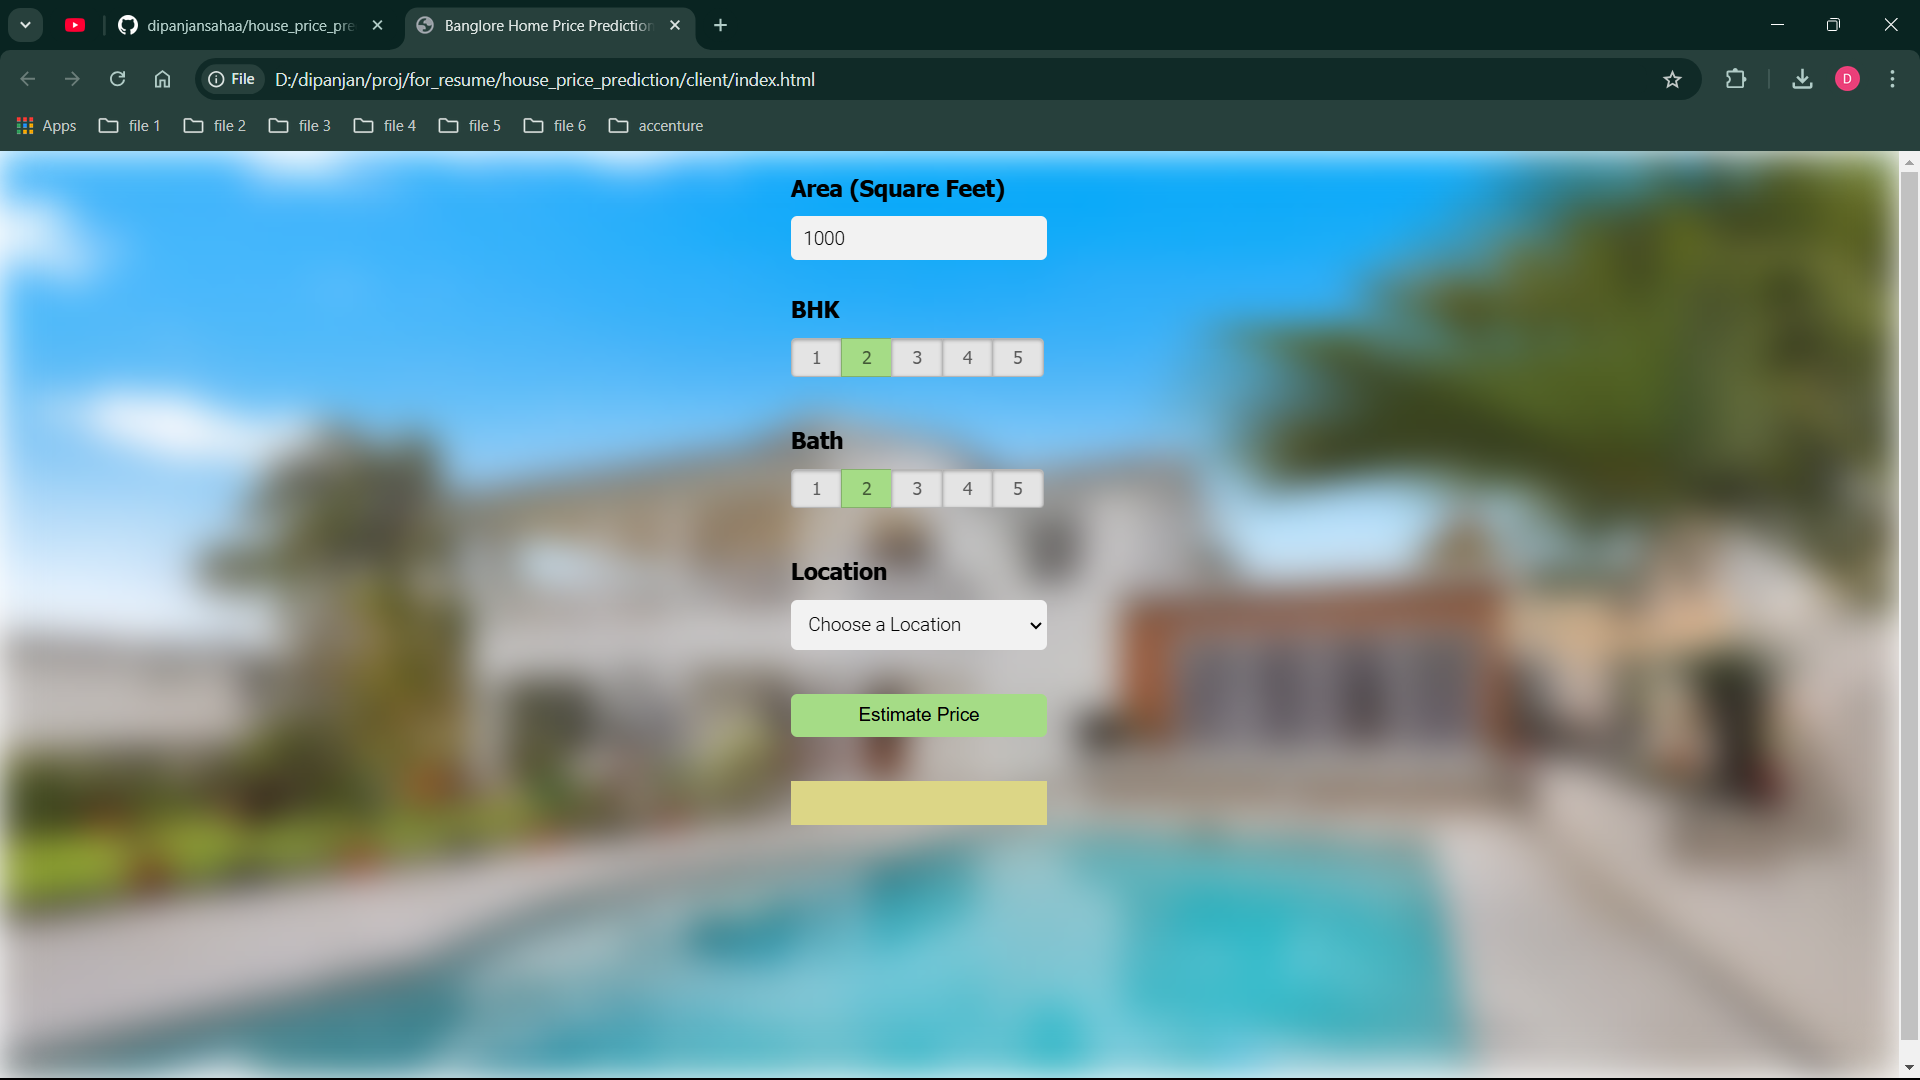 dipanjansahaa/house_price_pre
Banglore Home Price Prediction
File
D:/dipanjan/proj/for_resume/house_price_prediction/client/index.html
D
Apps
file 1
file 2
file 3
file 4
file 5
file 6
accenture
Area (Square Feet)
1000
BHK
1 2 3 4 5
Bath
1 2 3 4 5
Location
Choose a Location
Estimate Price